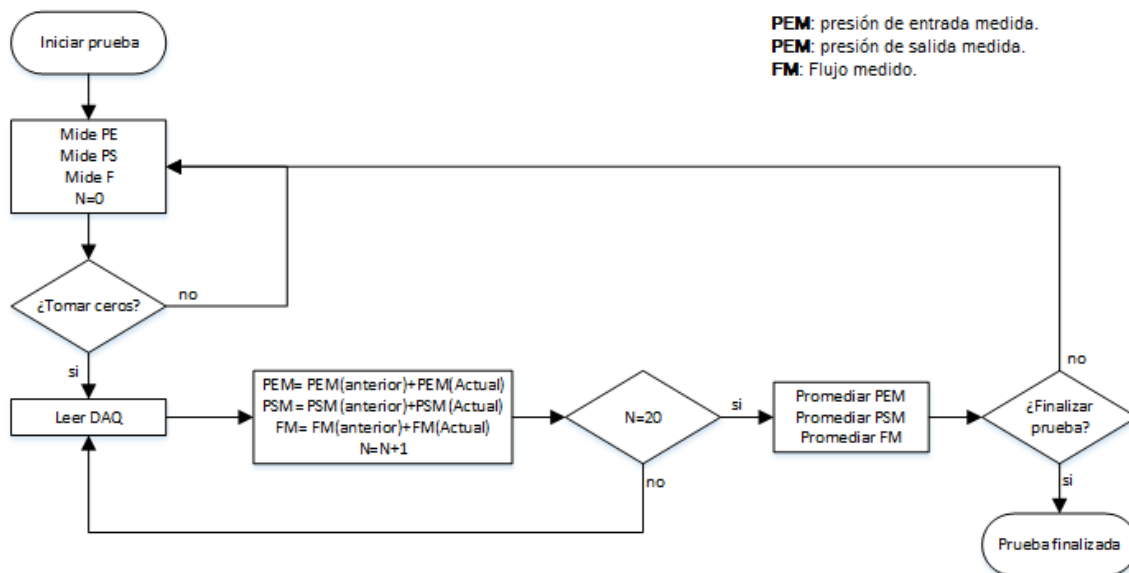 Iniciar prueba
PEM: presión de entrada medida.
PEM: presión de salida medida.
FM: Flujo medido.
Mide PE
Mide PS
Mide F
N=0
¿Tomar ceros?
no
si
Leer DAQ
PEM= PEM(anterior)+PEM(Actual)
PSM= PSM(anterior)+PSM(Actual)
FM= FM(anterior)+FM(Actual)
N=N+1
N=20
si
no
Promediar PEM
Promediar PSM
Promediar FM
¿Finalizar
prueba?
no
si
Prueba finalizada